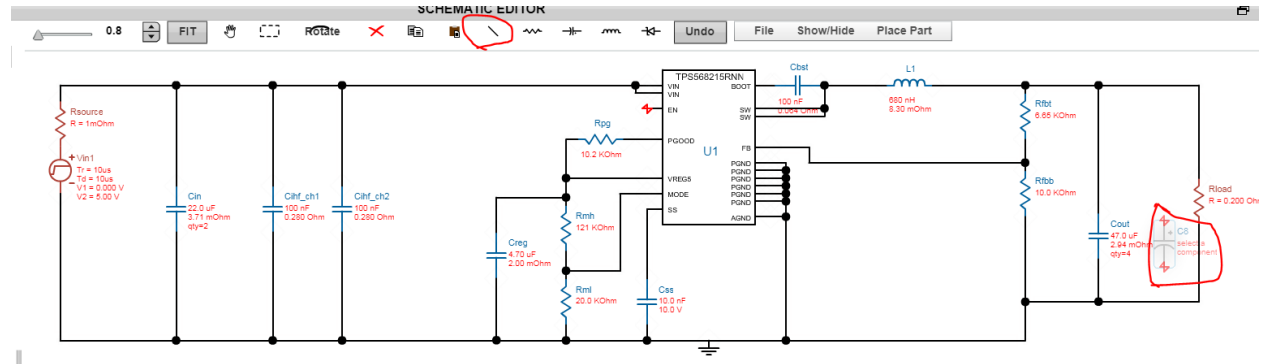 SCHEMATIC EDITOR
0.8 FIT Rotate Undo File Show/Hide Place Part
Rsource
R = 1mOhm
Vin1
Tr = 10us
Td = 10us
V1 = 0.000 V
V2 = 5.00 V
Cin
22.0 uF
3.71 mOhm
qty=2
Cihf_ch1
100 nF
0.280 Ohm
Cihf_ch2
100 nF
0.280 Ohm
Rpg
10.2 KOhm
Creg
4.70 uF
2.00 mOhm
Rmh
121 KOhm
Rml
20.0 KOhm
Css
10.0 nF
10.0 V
TPS568215RNN
VIN
VIN
EN
PGOOD
VREG5
MODE
SS
U1
BOOT
SW
SW
FB
PGND
PGND
PGND
PGND
PGND
PGND
AGND
Cbst
100 nF
0.064 Ohm
L1
680 nH
8.30 mOhm
Rfbt
6.65 KOhm
Rfbb
10.0 KOhm
Cout
47.0 uF
2.94 mOhm
qty=4
C6
select a
component
Rload
R = 0.200 Oh